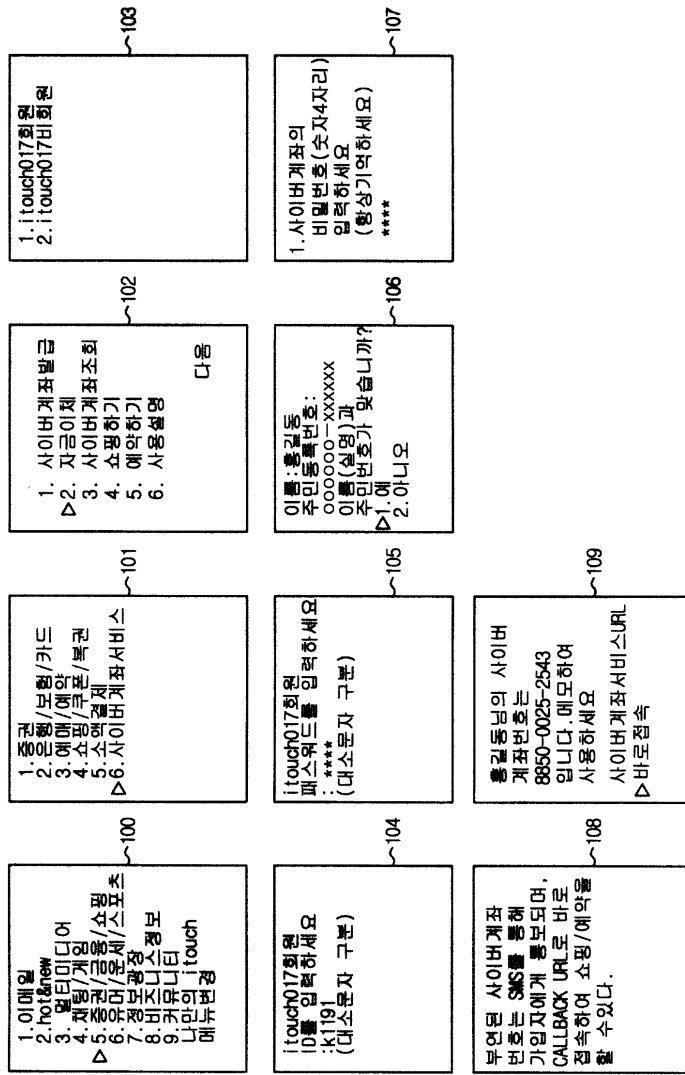 1.이메일
2.hot&new
3. 멀티미디어
4.채팅/게임
▷5.증권/금융/쇼핑
6.유머/운세/스포츠
7.정보광장
8.비즈니스정보
9.커뮤니티
나만의 itouch
메뉴변경
100
1.증권
2.은행/보험/카드
3.예매/예약
4.쇼핑/쿠폰/복권
5.소액결제
▷6.사이버계좌서비스
101
1. 사이버계좌발급
▷2. 자금이체
3. 사이버계좌조회
4. 쇼핑하기
5. 예약하기
6. 사용설명
다음
102
1.itouch017회원
2.itouch017비회원
103
itouch017회원
ID를 입력하세요
:k1191
(대소문자 구분)
104
itouch017회원
패스워드를 입력하세요
: ****
(대소문자 구분)
105
이름:홍길동
주민등록번호:
oooooo-xxxxxx
이름(실명)과
주민번호가 맞습니까?
▷1.예
2.아니오
106
1.사이버계좌의
비밀번호(숫자4자리)
입력하세요
(항상기억하세요)
****
107
부연된 사이버계좌
번호는 SMS를 통해
가입자에게 통보되며,
CALLBACK URL로 바로
접속하여 쇼핑/예약을
할 수있다.
108
홍길동님의 사이버
계좌번호는
8850-0025-2543
입니다.메모하여
사용하세요
사이버계좌서비스URL
▷바로접속
109